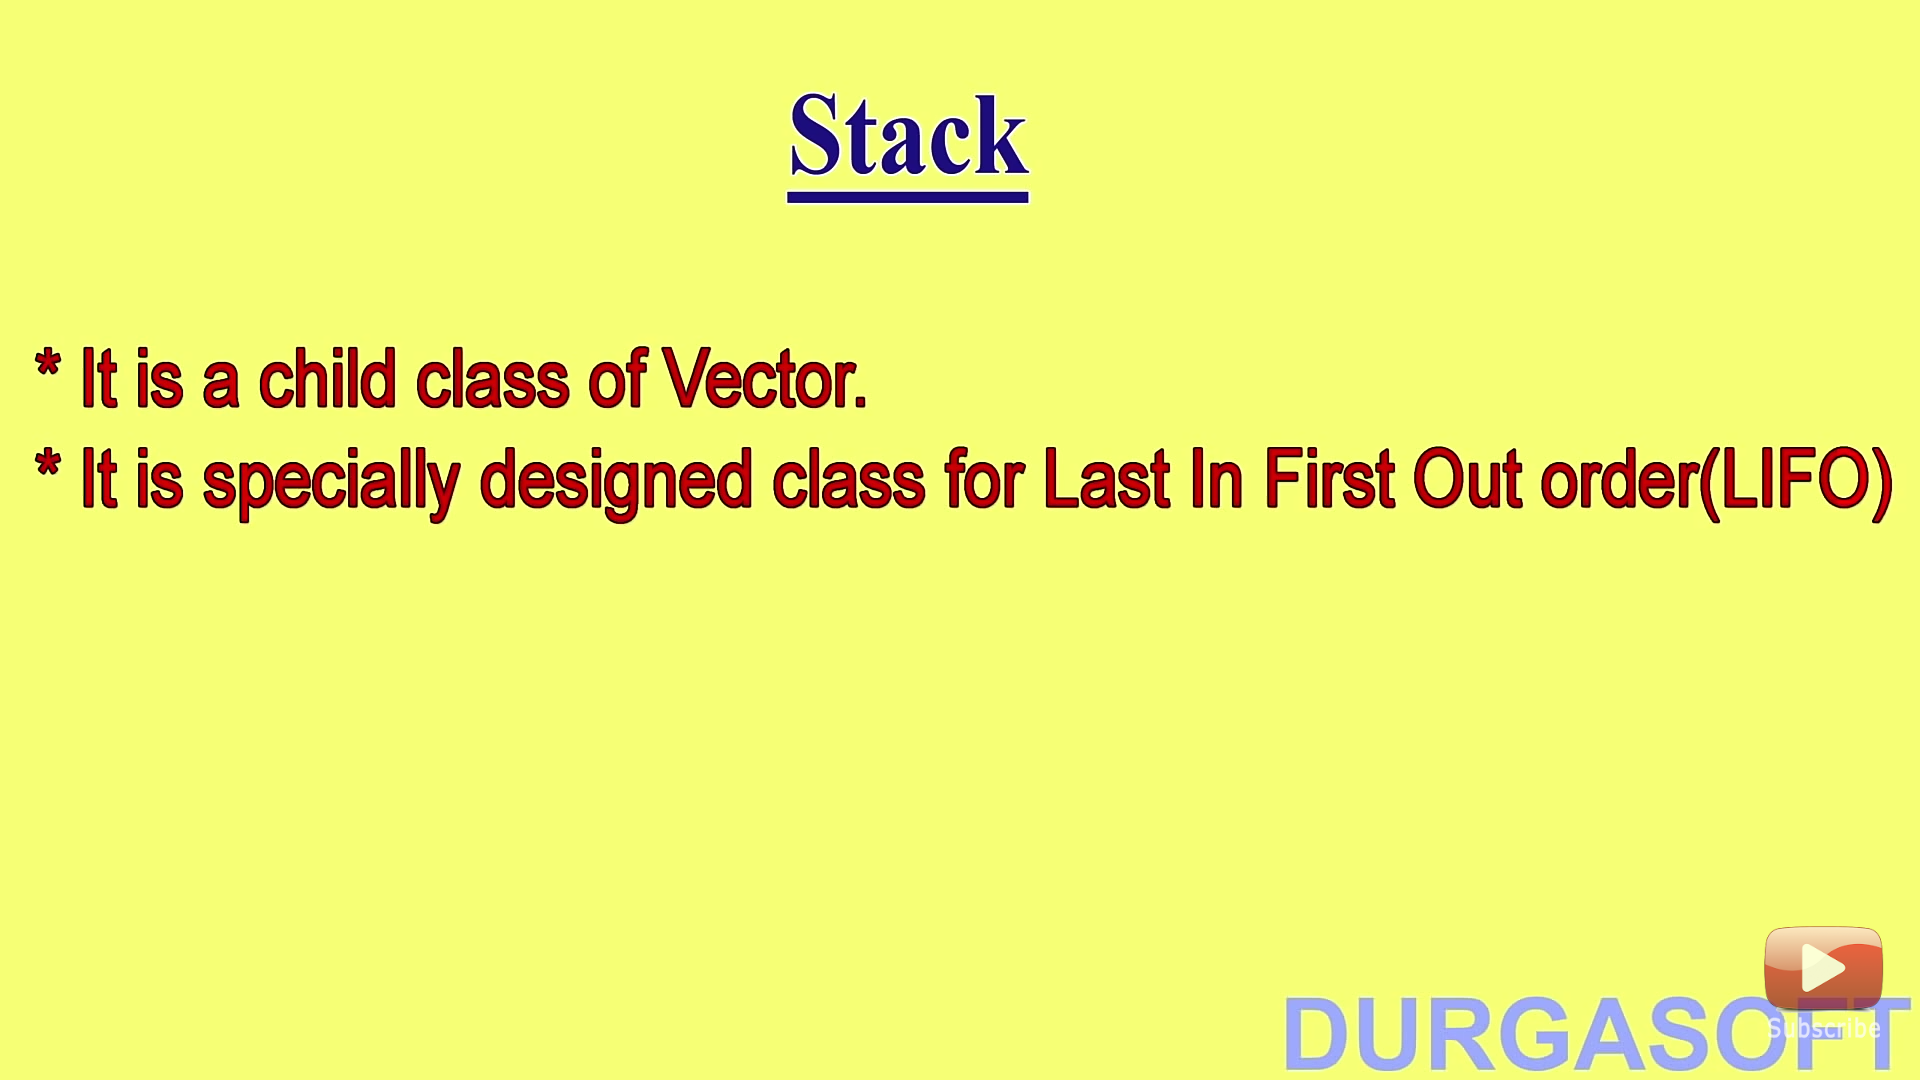 Stack
* It is a child class of Vector.
* It is specially designed class for Last In First Out order(LIFO)
DURGASOFT
Subscribe